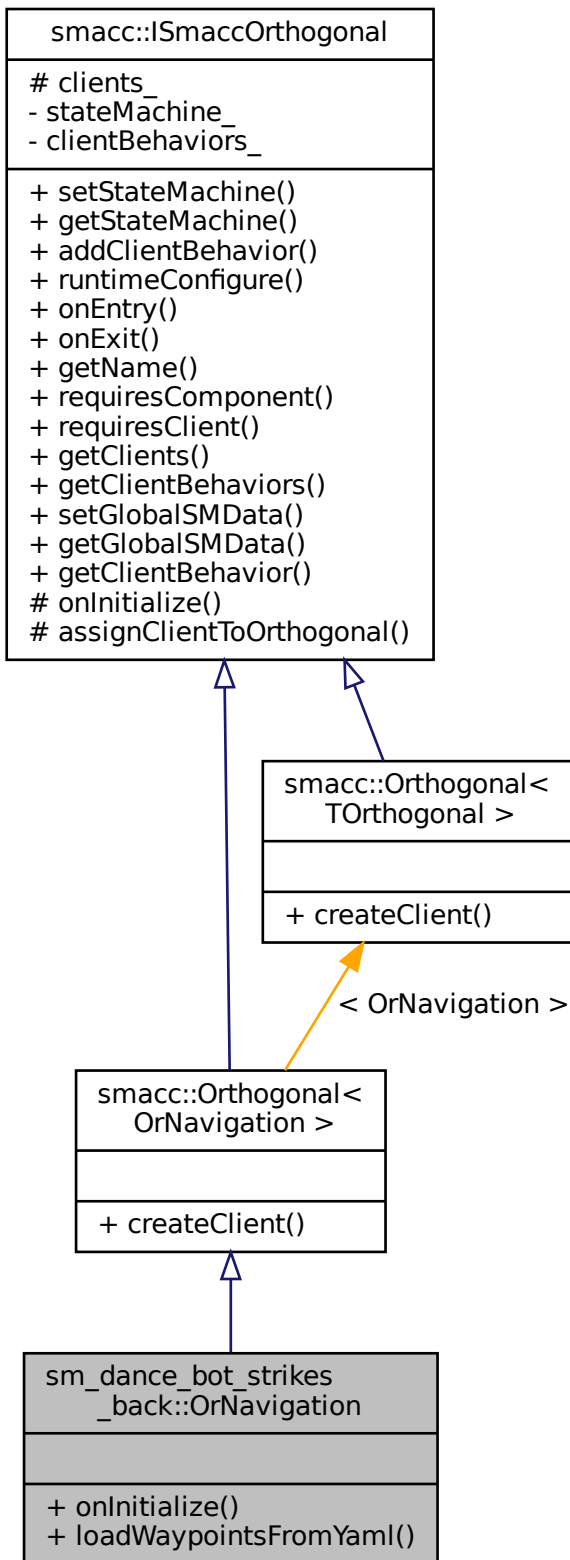 smacc::ISmaccOrthogonal
# clients_
- stateMachine_
- clientBehaviors_
+ setStateMachine()
+ getStateMachine()
+ addClientBehavior()
+ runtimeConfigure()
+ onEntry()
+ onExit()
+ getName()
+ requiresComponent()
+ requiresClient()
+ getClients()
+ getClientBehaviors()
+ setGlobalSMData()
+ getGlobalSMData()
+ getClientBehavior()
# onInitialize()
# assignClientToOrthogonal()
smacc::Orthogonal<
TOrthogonal >
+ createClient()
< OrNavigation >
smacc::Orthogonal<
OrNavigation >
+ createClient()
sm_dance_bot_strikes
_back::OrNavigation
+ onInitialize()
+ loadWaypointsFromYaml()